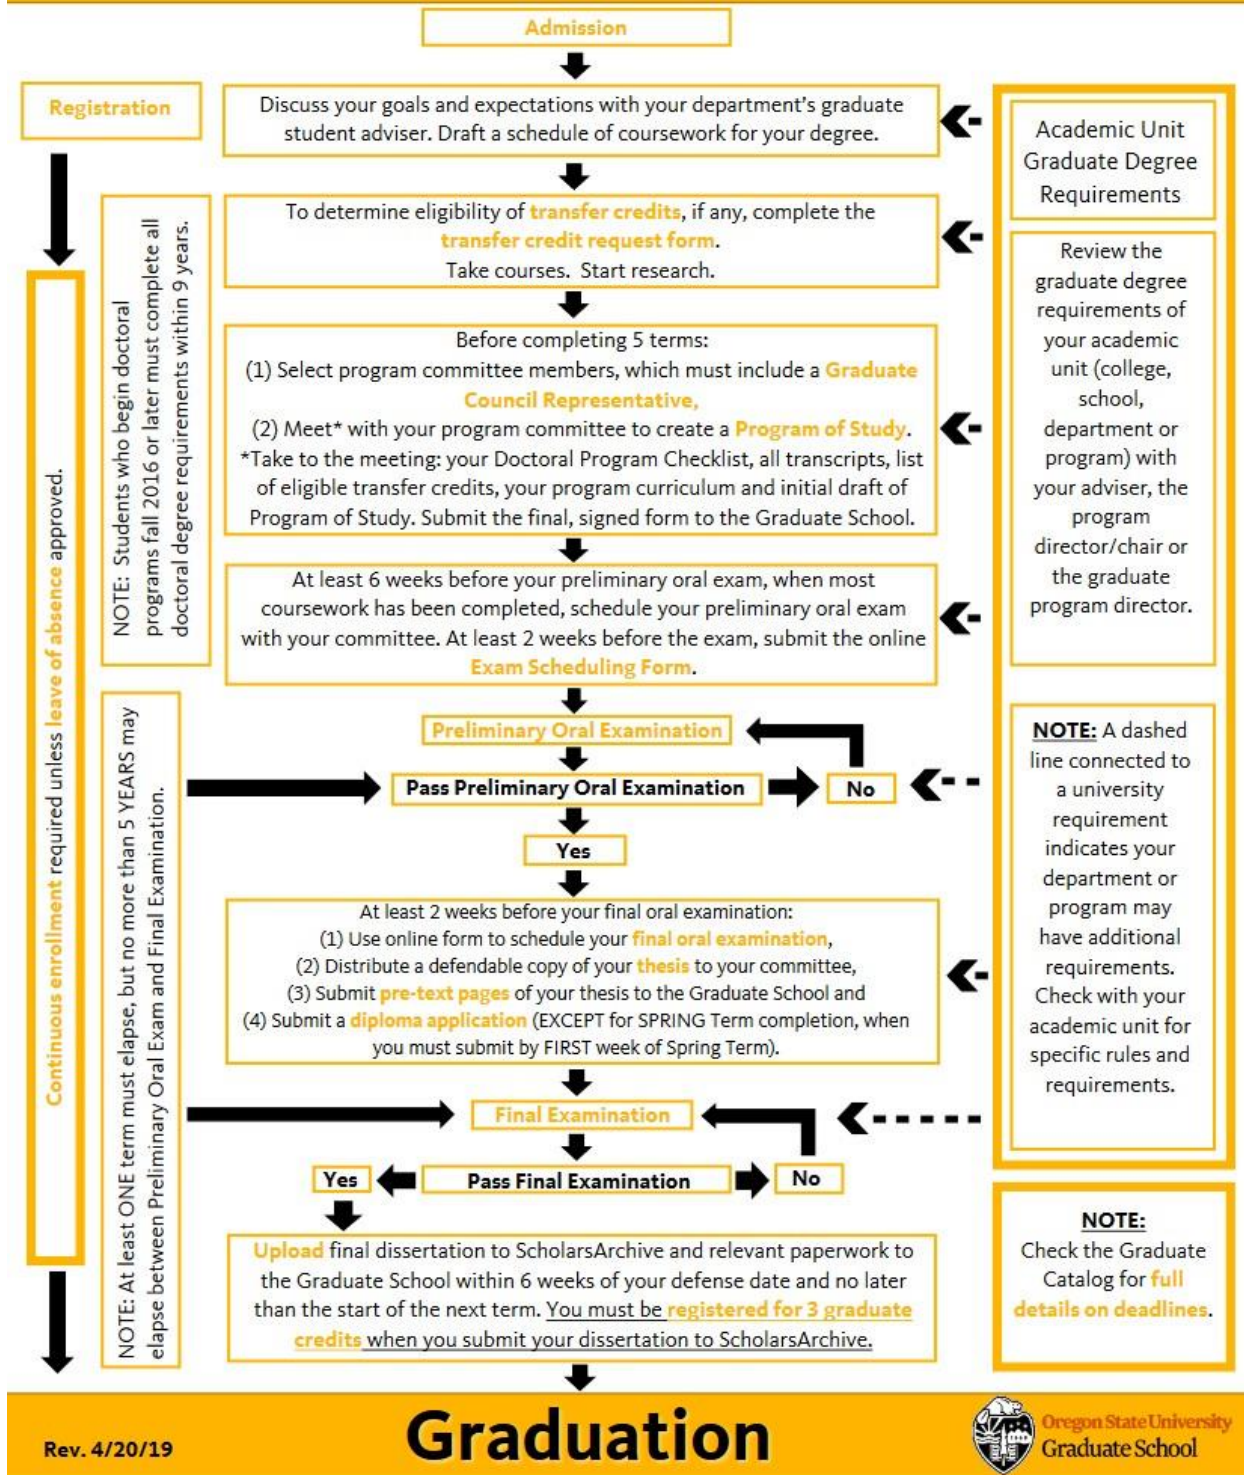 Admission
Registration
Discuss your goals and expectations with your department's graduate
student adviser. Draft a schedule of coursework for your degree.
To determine eligibility of transfer credits, if any, complete the
transfer credit request form.
Take courses. Start research.
Before completing 5 terms:
(1) Select program committee members, which must include a Graduate
Council Representative,
(2) Meet* with your program committee to create a Program of Study.
*Take to the meeting: your Doctoral Program Checklist, all transcripts, list
of eligible transfer credits, your program curriculum and initial draft of
Program of Study. Submit the final, signed form to the Graduate School.
At least 6 weeks before your preliminary oral exam, when most
coursework has been completed, schedule your preliminary oral exam
with your committee. At least 2 weeks before the exam, submit the online
Exam Scheduling Form.
Preliminary Oral Examination
Pass Preliminary Oral Examination
No
Yes
At least 2 weeks before your final oral examination:
(1) Use online form to schedule your final oral examination,
(2) Distribute a defendable copy of your thesis to your committee,
(3) Submit pre-text pages of your thesis to the Graduate School and
(4) Submit a diploma application (EXCEPT for SPRING Term completion, when
you must submit by FIRST week of Spring Term).
Final Examination
Yes
Pass Final Examination
No
Upload final dissertation to ScholarsArchive and relevant paperwork to
the Graduate School within 6 weeks of your defense date and no later
than the start of the next term. You must be registered for 3 graduate
credits when you submit your dissertation to ScholarsArchive.
Continuous enrollment required unless leave of absence approved.
NOTE: Students who begin doctoral
programs fall 2016 or later must complete all
doctoral degree requirements within 9 years.
NOTE: At least ONE term must elapse, but no more than 5 YEARS may
elapse between Preliminary Oral Exam and Final Examination.
Academic Unit
Graduate Degree
Requirements
Review the
graduate degree
requirements of
your academic
unit (college,
school,
department or
program) with
your adviser, the
program
director/chair or
the graduate
program director.
NOTE: A dashed
line connected to
a university
requirement
indicates your
department or
program may
have additional
requirements.
Check with your
academic unit for
specific rules and
requirements.
NOTE:
Check the Graduate
Catalog for full
details on deadlines.
Rev. 4/20/19
Graduation
Oregon State University
Graduate School